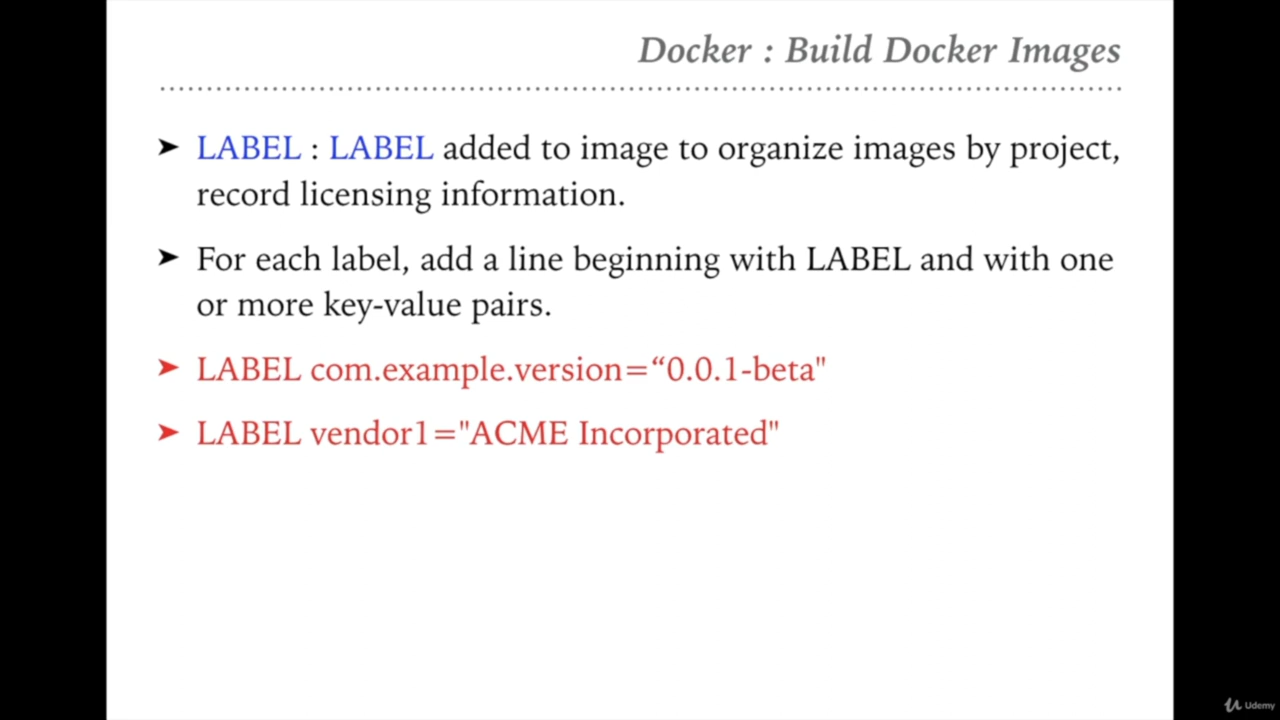 Docker : Build Docker Images
➤ LABEL : LABEL added to image to organize images by project,
record licensing information.
➤ For each label, add a line beginning with LABEL and with one
or more key-value pairs.
➤ LABEL com.example.version=“0.0.1-beta"
➤ LABEL vendor1="ACME Incorporated"
Udemy